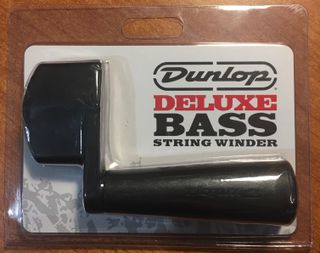 Dunlop
DELUXE
BASS
STRING WINDER